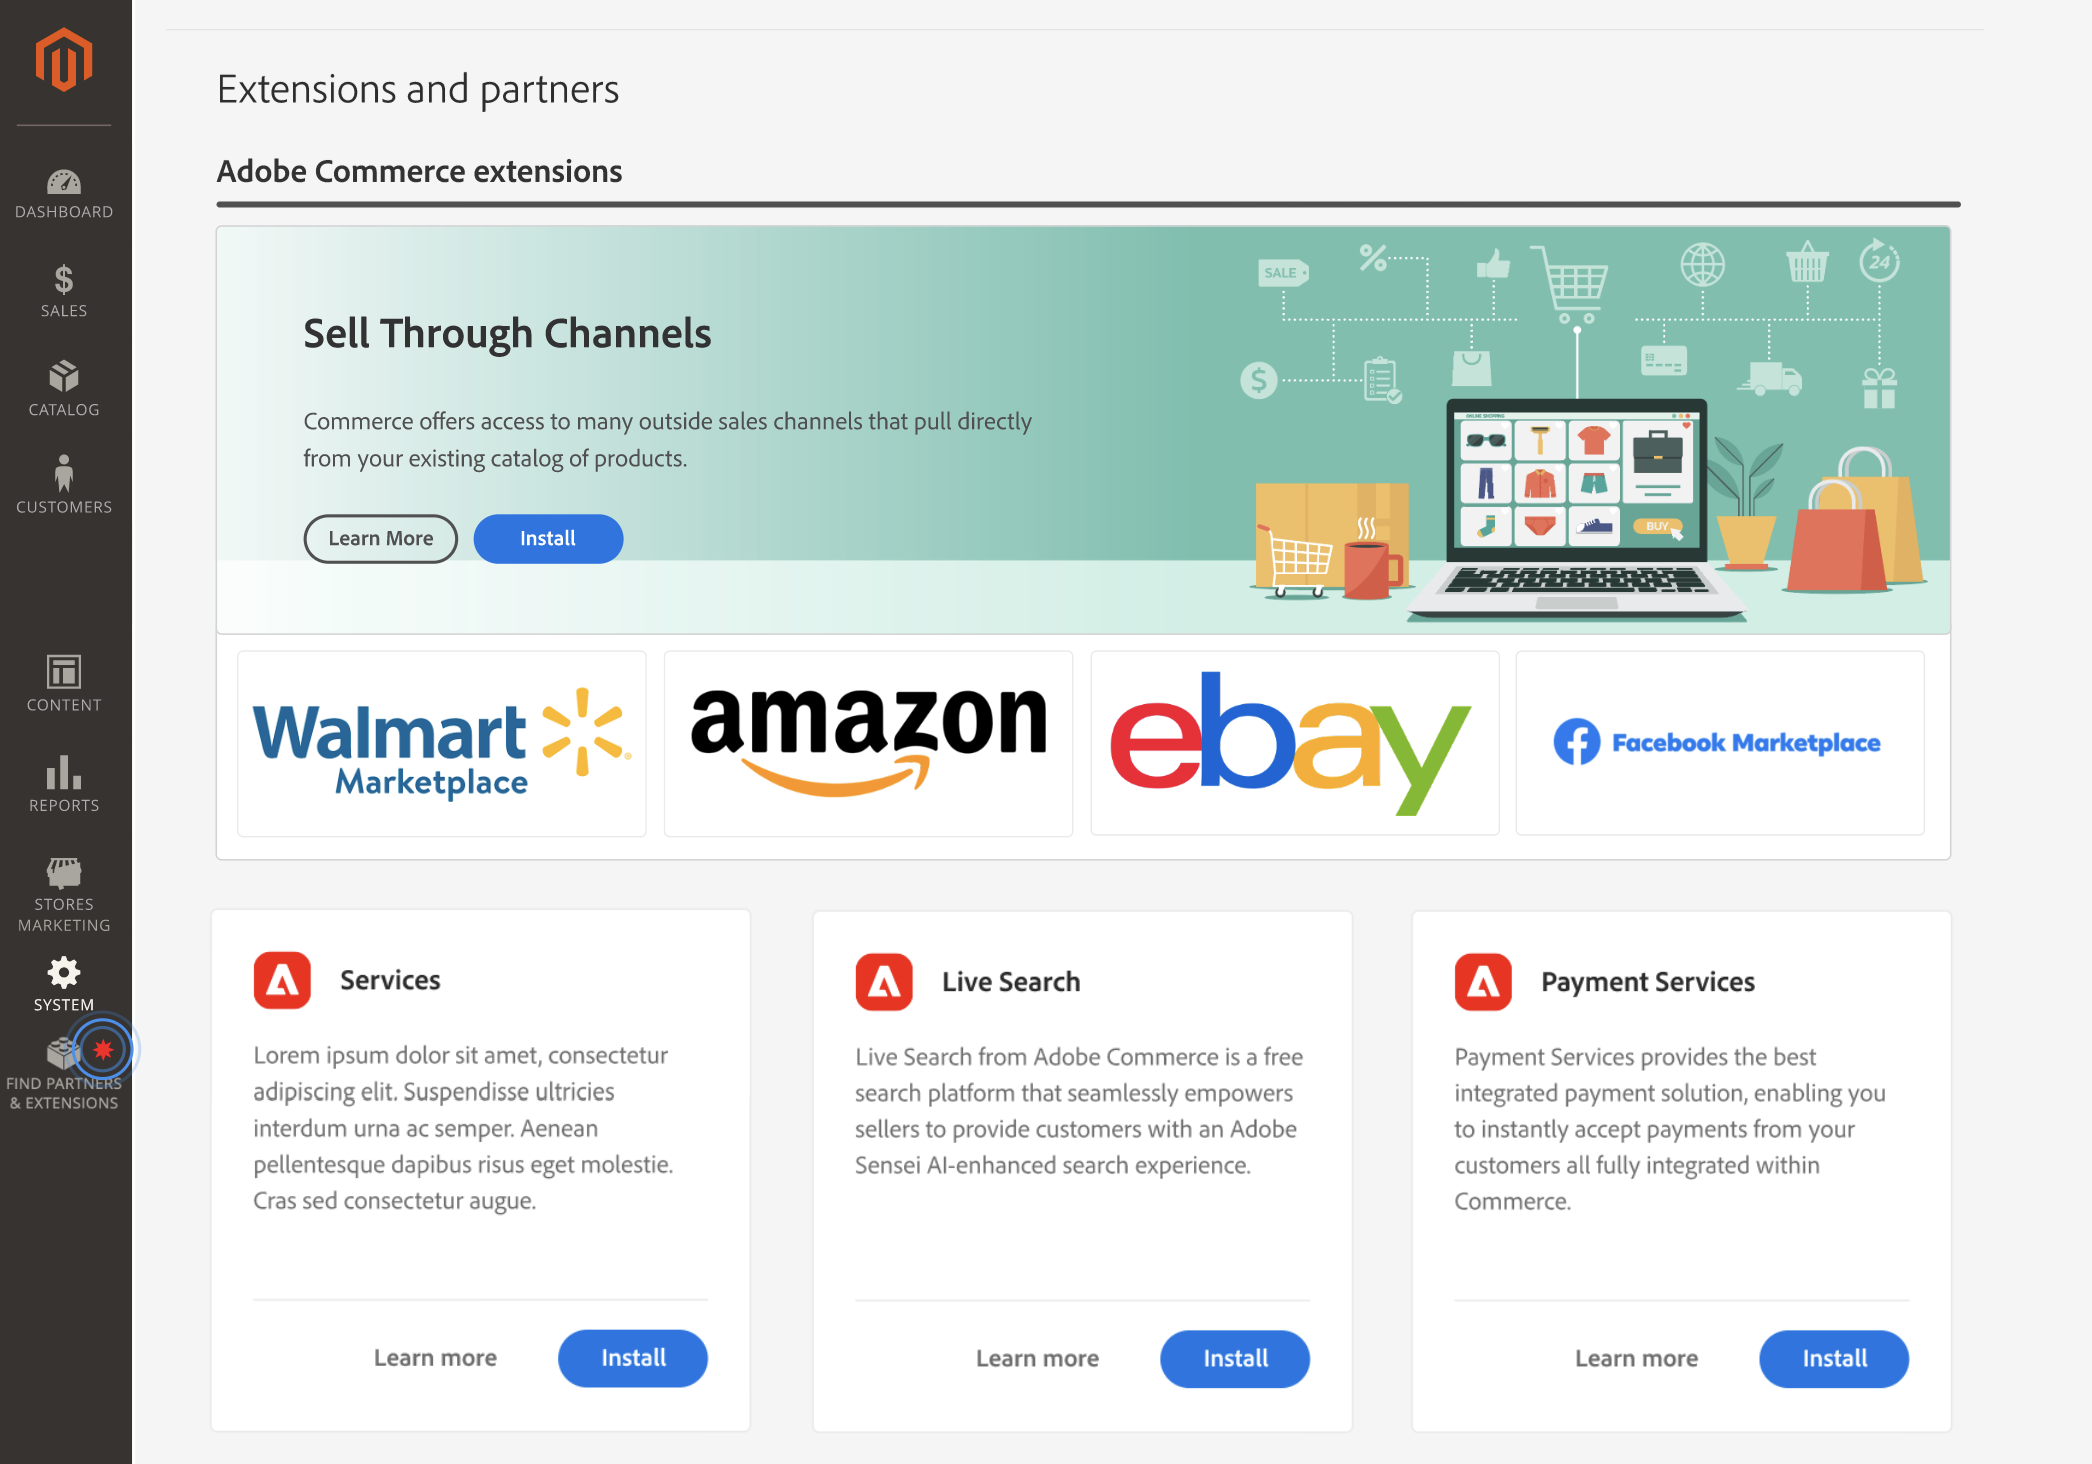 DASHBOARD
SALES
CATALOG
CUSTOMERS
CONTENT
REPORTS
STORES
MARKETING
SYSTEM
FIND PARTNERS
& EXTENSIONS
Extensions and partners
Adobe Commerce extensions
Sell Through Channels
Commerce offers access to many outside sales channels that pull directly
from your existing catalog of products.
Learn More
Install
SALE
%
24
$
ONLINE SHOPPING
BUY
Walmart
Marketplace
amazon
ebay
Facebook Marketplace
Services
Lorem ipsum dolor sit amet, consectetur
adipiscing elit. Suspendisse ultricies
interdum urna ac semper. Aenean
pellentesque dapibus risus eget molestie.
Cras sed consectetur augue.
Learn more
Install
Live Search
Live Search from Adobe Commerce is a free
search platform that seamlessly empowers
sellers to provide customers with an Adobe
Sensei AI-enhanced search experience.
Learn more
Install
Payment Services
Payment Services provides the best
integrated payment solution, enabling you
to instantly accept payments from your
customers all fully integrated within
Commerce.
Learn more
Install